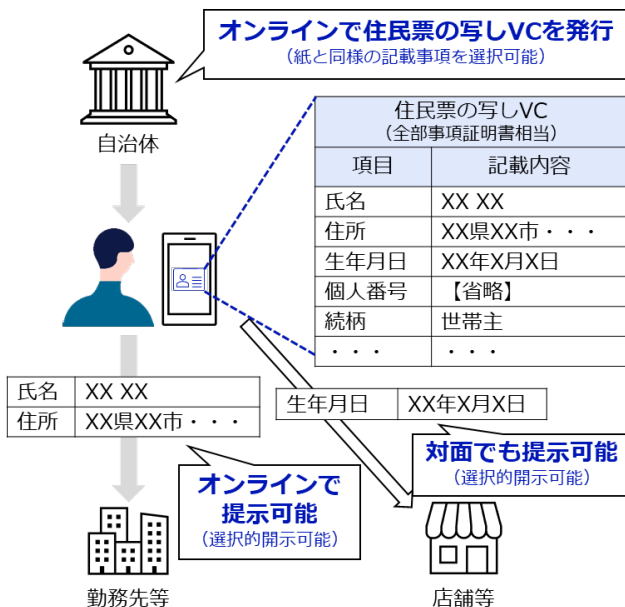 オンラインで住民票の写しVCを発行
（紙と同様の記載事項を選択可能）
自治体
住民票の写しVC
（全部事項証明書相当）
項目 記載内容
氏名 XX XX
住所 XX県XX市・・・
生年月日 XX年X月X日
個人番号 【省略】
続柄 世帯主
・・・ ・・・
氏名 XX XX
住所 XX県XX市・・・
生年月日 XX年X月X日
オンラインで
提示可能
（選択的開示可能）
対面でも提示可能
（選択的開示可能）
勤務先等
店舗等